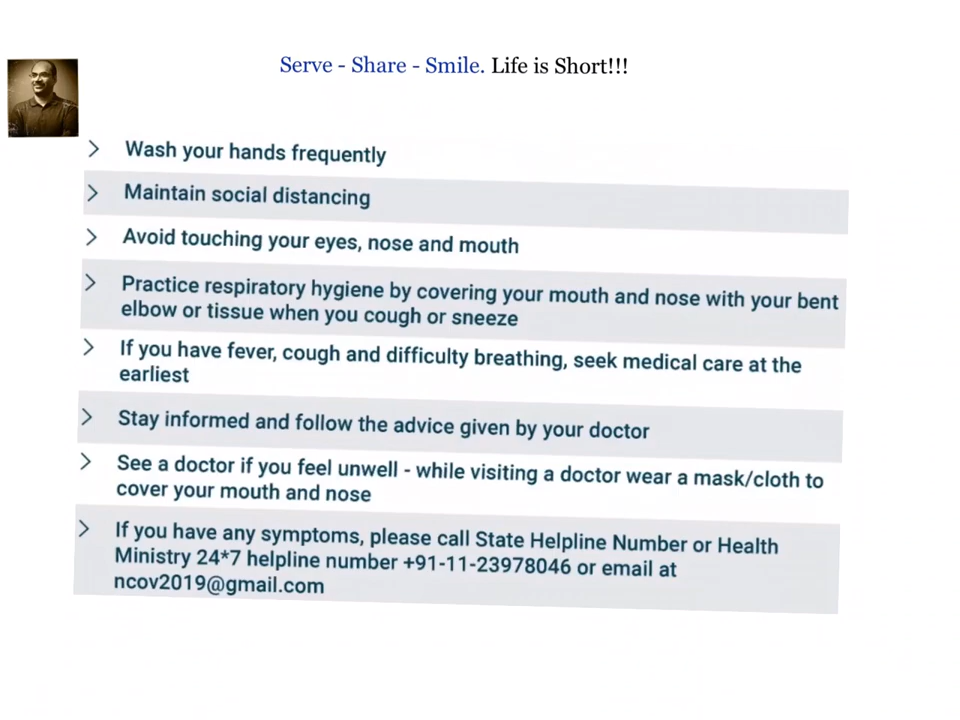 Serve - Share - Smile. Life is Short!!!
Wash your hands frequently
Maintain social distancing
Avoid touching your eyes, nose and mouth
Practice respiratory hygiene by covering your mouth and nose with your bent
elbow or tissue when you cough or sneeze
If you have fever, cough and difficulty breathing, seek medical care at the
earliest
Stay informed and follow the advice given by your doctor
See a doctor if you feel unwell - while visiting a doctor wear a mask/cloth to
cover your mouth and nose
If you have any symptoms, please call State Helpline Number or Health
Ministry 24*7 helpline number +91-11-23978046 or email at
ncov2019@gmail.com